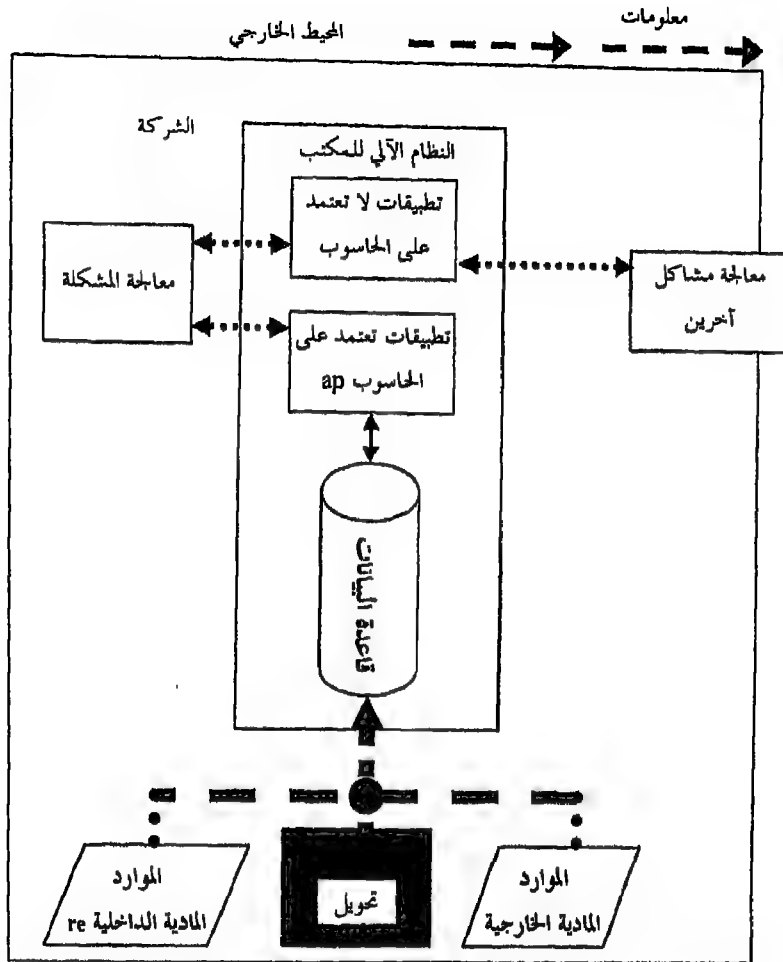 معلومات
المحيط الخارجي
الشركة
النظام الآلي للمكتب
تطبيقات لا تعتمد
على الحاسوب
معالجة المشكلة
معالجة مشاكل
آخرين
تطبيقات تعتمد على
الحاسوب ap
قاعدة البيانات
الموارد
المادية الخارجية
تحويل
الموارد
المادية الداخلية re